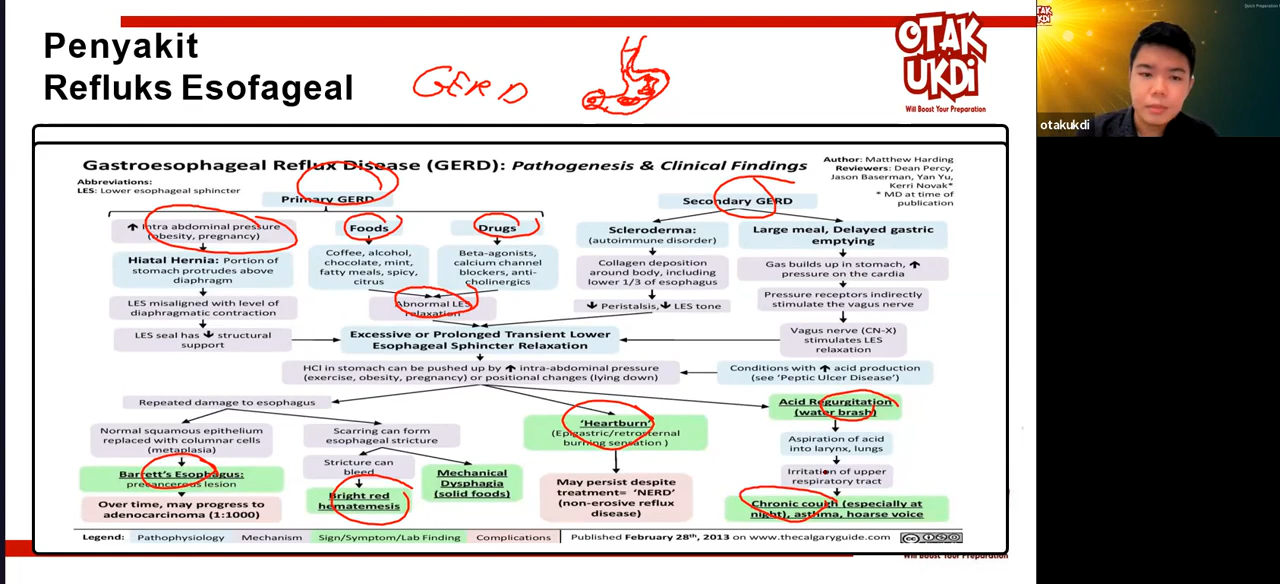 Penyakit
Refluks Esofageal
GERD
OTAK
UKDI
Will Boost Your Preparation
otakukdi
Gastroesophageal Reflux Disease (GERD): Pathogenesis & Clinical Findings
Author: Matthew Harding
Reviewers: Dean Percy,
Jason Baserman, Yan Yu,
Kerri Novak*
* MD at time of
publication
Abbreviations:
LES: Lower esophageal sphincter
Primary GERD
Secondary GERD
↑ Intra abdominal pressure
(obesity, pregnancy)
Foods
Drugs
Scleroderma:
(autoimmune disorder)
Large meal, Delayed gastric
emptying
Hiatal Hernia: Portion of
stomach protrudes above
diaphragm
Coffee, alcohol,
chocolate, mint,
fatty meals, spicy,
citrus
Beta-agonists,
calcium channel
blockers, anti-
cholinergics
Collagen deposition
around body, including
lower 1/3 of esophagus
Gas builds up in stomach, ↑
pressure on the cardia
LES misaligned with level of
diaphragmatic contraction
Abnormal LES
relaxation
↓ Peristalsis, ↓ LES tone
Pressure receptors indirectly
stimulate the vagus nerve
LES seal has ↓ structural
support
Excessive or Prolonged Transient Lower
Esophageal Sphincter Relaxation
Vagus nerve (CN-X)
stimulates LES
relaxation
HCl in stomach can be pushed up by ↑ intra-abdominal pressure
(exercise, obesity, pregnancy) or positional changes (lying down)
Conditions with ↑ acid production
(see ‘Peptic Ulcer Disease’)
Repeated damage to esophagus
Acid Regurgitation
(water brash)
Normal squamous epithelium
replaced with columnar cells
(metaplasia)
Scarring can form
esophageal stricture
‘Heartburn’
(Epigastric/retrosternal
burning sensation )
Aspiration of acid
into larynx, lungs
Stricture can
bleed
Barrett’s Esophagus:
precancerous lesion
Mechanical
Dysphagia
(solid foods)
Irritation of upper
respiratory tract
Bright red
hematemesis
May persist despite
treatment= ‘NERD’
(non-erosive reflux
disease)
Over time, may progress to
adenocarcinoma (1:1000)
Chronic cough (especially at
night), asthma, hoarse voice
Legend:
Pathophysiology
Mechanism
Sign/Symptom/Lab Finding
Complications
Published February 28th, 2013 on www.thecalgaryguide.com
Will Boost Your Preparation